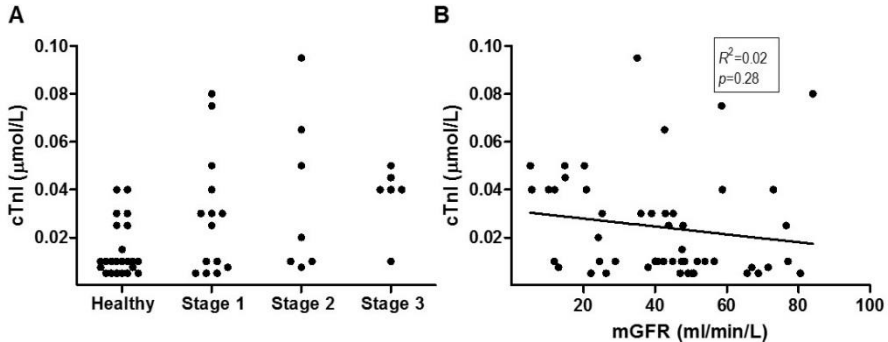 A
cTnI (µmol/L)
0.10
0.08
0.06
0.04
0.02
Healthy Stage 1 Stage 2 Stage 3
B
cTnI (µmol/L)
0.10
0.08
0.06
0.04
0.02
R²=0.02
p=0.28
20 40 60 80 100
mGFR (ml/min/L)